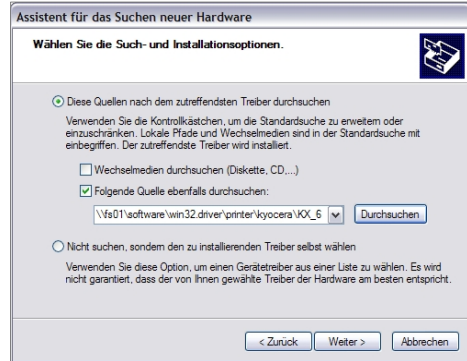 Assistent für das Suchen neuer Hardware
Wählen Sie die Such- und Installationsoptionen.
Diese Quellen nach dem zutreffendsten Treiber durchsuchen
Verwenden Sie die Kontrollkästchen, um die Standardsuche zu erweitern oder
einzuschränken. Lokale Pfade und Wechselmedien sind in der Standardsuche mit
einbegriffen. Der zutreffendste Treiber wird installiert.
Wechselmedien durchsuchen (Diskette, CD,...)
Folgende Quelle ebenfalls durchsuchen:
\\fs01\software\win32.driver\printer\kyocera\KX_6 Durchsuchen
Nicht suchen, sondern den zu installierenden Treiber selbst wählen
Verwenden Sie diese Option, um einen Gerätetreiber aus einer Liste zu wählen. Es wird
nicht garantiert, dass der von Ihnen gewählte Treiber der Hardware am besten entspricht.
< Zurück Weiter > Abbrechen